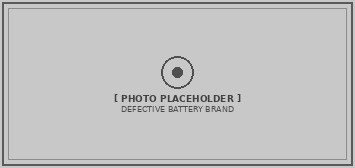 [ PHOTO PLACEHOLDER ]
DEFECTIVE BATTERY BRAND